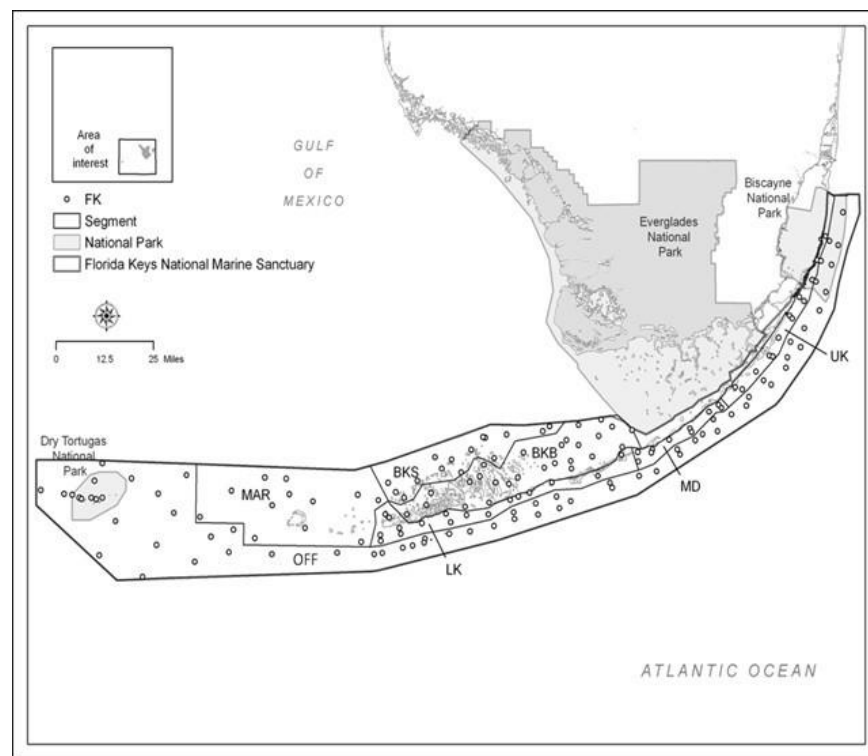 Area
of
interest
FK
Segment
National Park
Florida Keys National Marine Sanctuary
0 12.5 25 Miles
GULF
OF
MEXICO
Biscayne
National
Park
Everglades
National
Park
UK
MD
Dry Tortugas
National
Park
BKS
BKB
MAR
OFF
LK
ATLANTIC OCEAN